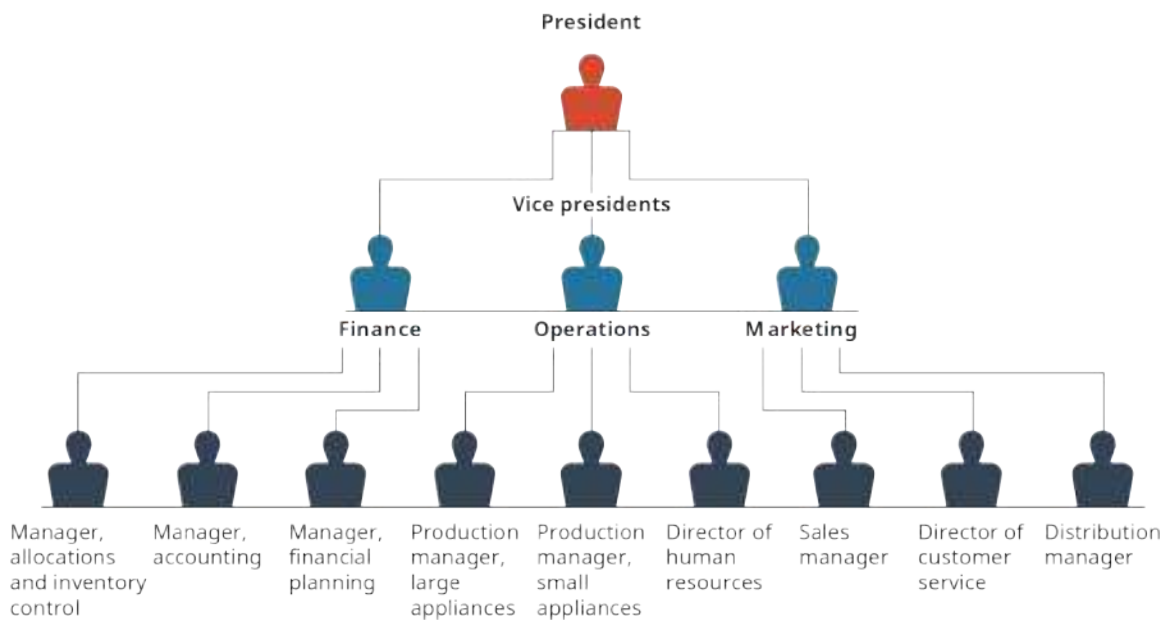 President
Vice presidents
Finance
Operations
Marketing
Manager,
allocations
and inventory
control
Manager,
accounting
Manager,
financial
planning
Production
manager,
large
appliances
Production
manager,
small
appliances
Director of
human
resources
Sales
manager
Director of
customer
service
Distribution
manager